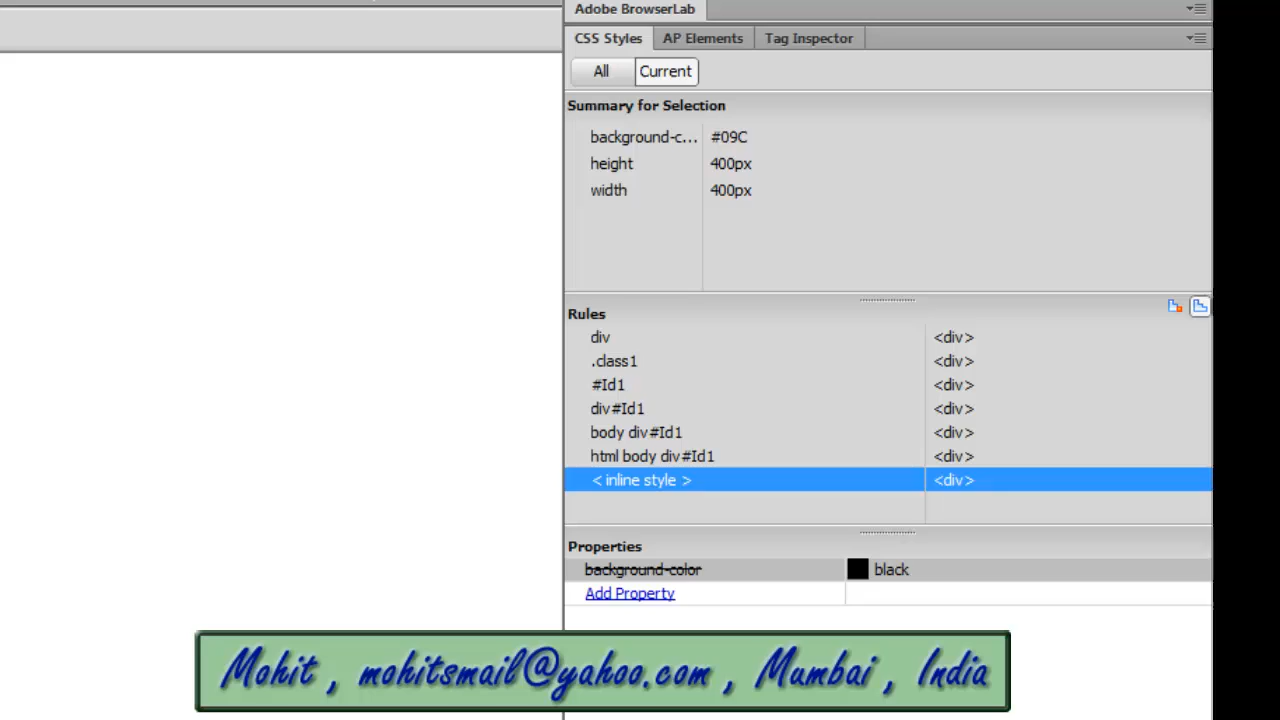 Adobe BrowserLab
CSS Styles AP Elements Tag Inspector
All Current
Summary for Selection
background-c... #09C
height 400px
width 400px
Rules
div <div>
.class1 <div>
#Id1 <div>
div#Id1 <div>
body div#Id1 <div>
html body div#Id1 <div>
< inline style > <div>
Properties
background-color black
Add Property
Mohit , mohitsmail@yahoo.com , Mumbai , India